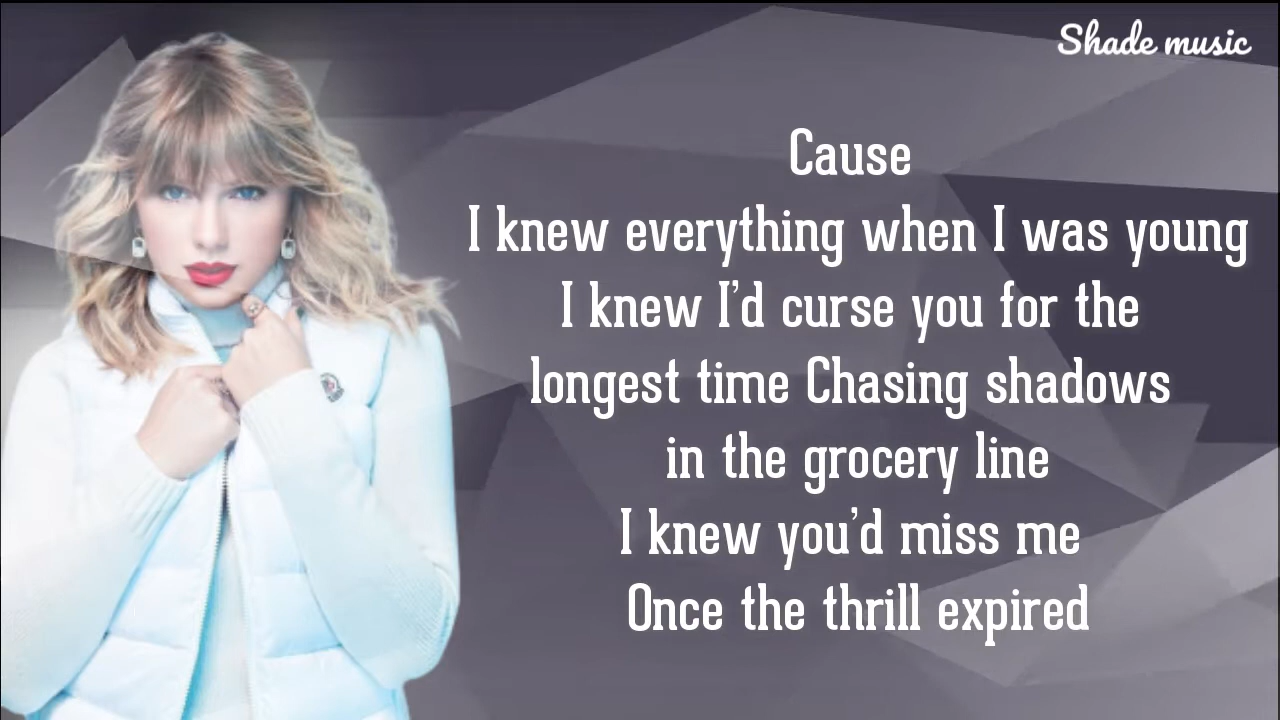 Shade music
Cause
I knew everything when I was young
I knew I'd curse you for the
longest time Chasing shadows
in the grocery line
I knew you'd miss me
Once the thrill expired